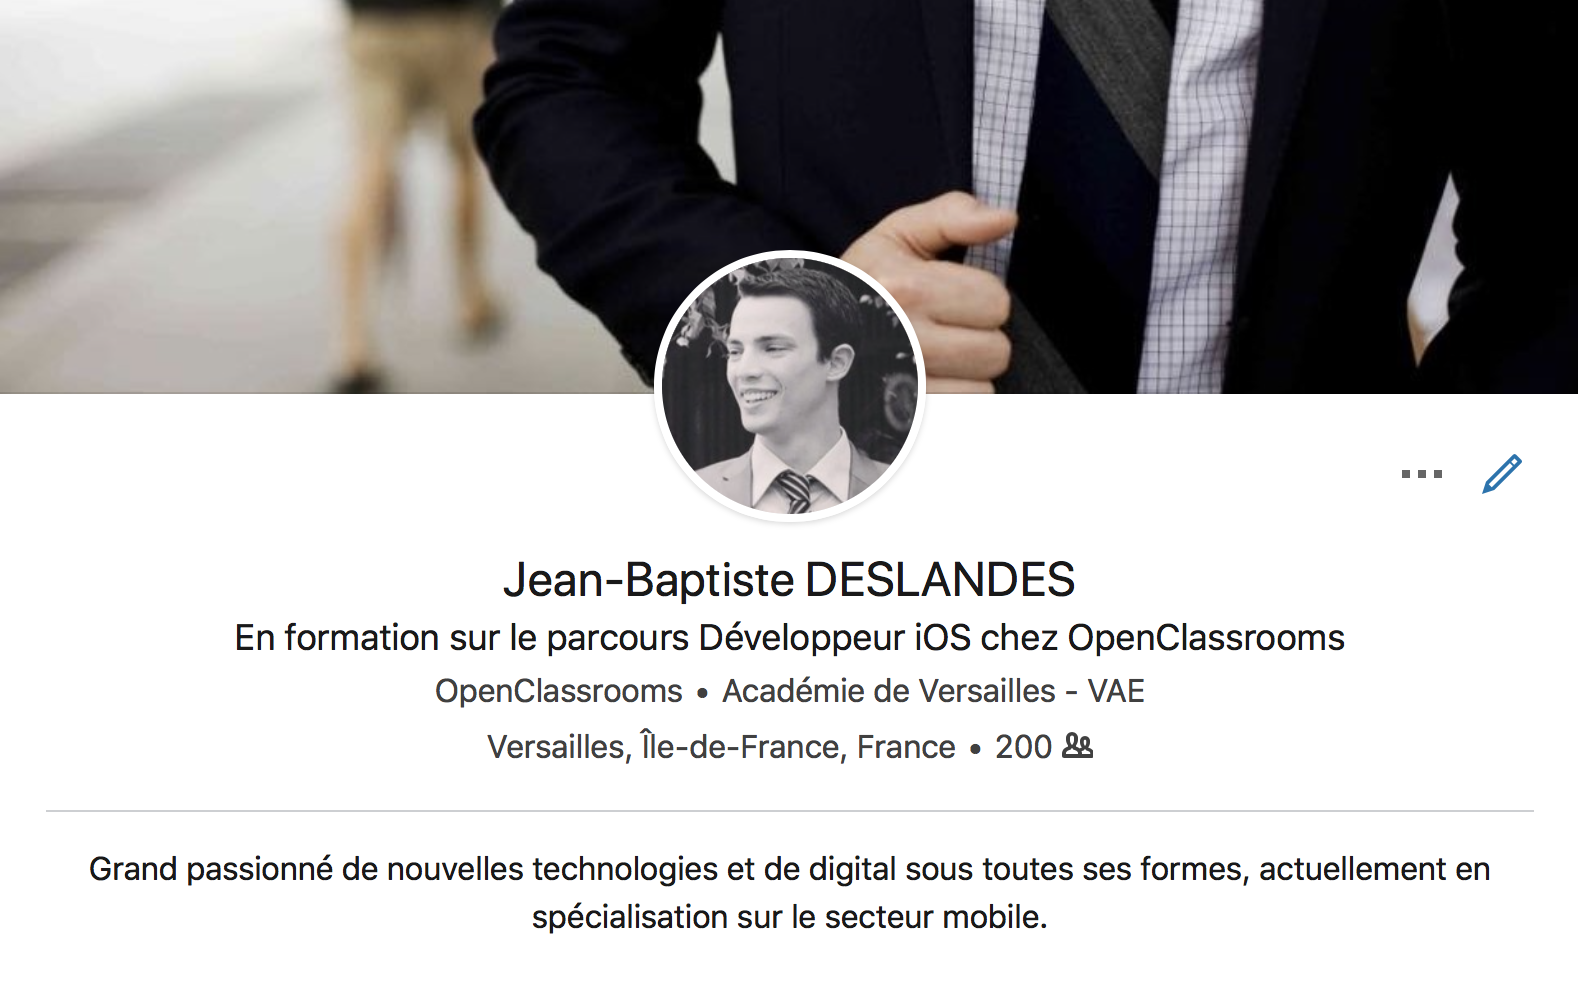 Jean-Baptiste DESLANDES
En formation sur le parcours Développeur iOS chez OpenClassrooms
OpenClassrooms • Académie de Versailles - VAE
Versailles, Île-de-France, France • 200
Grand passionné de nouvelles technologies et de digital sous toutes ses formes, actuellement en
spécialisation sur le secteur mobile.